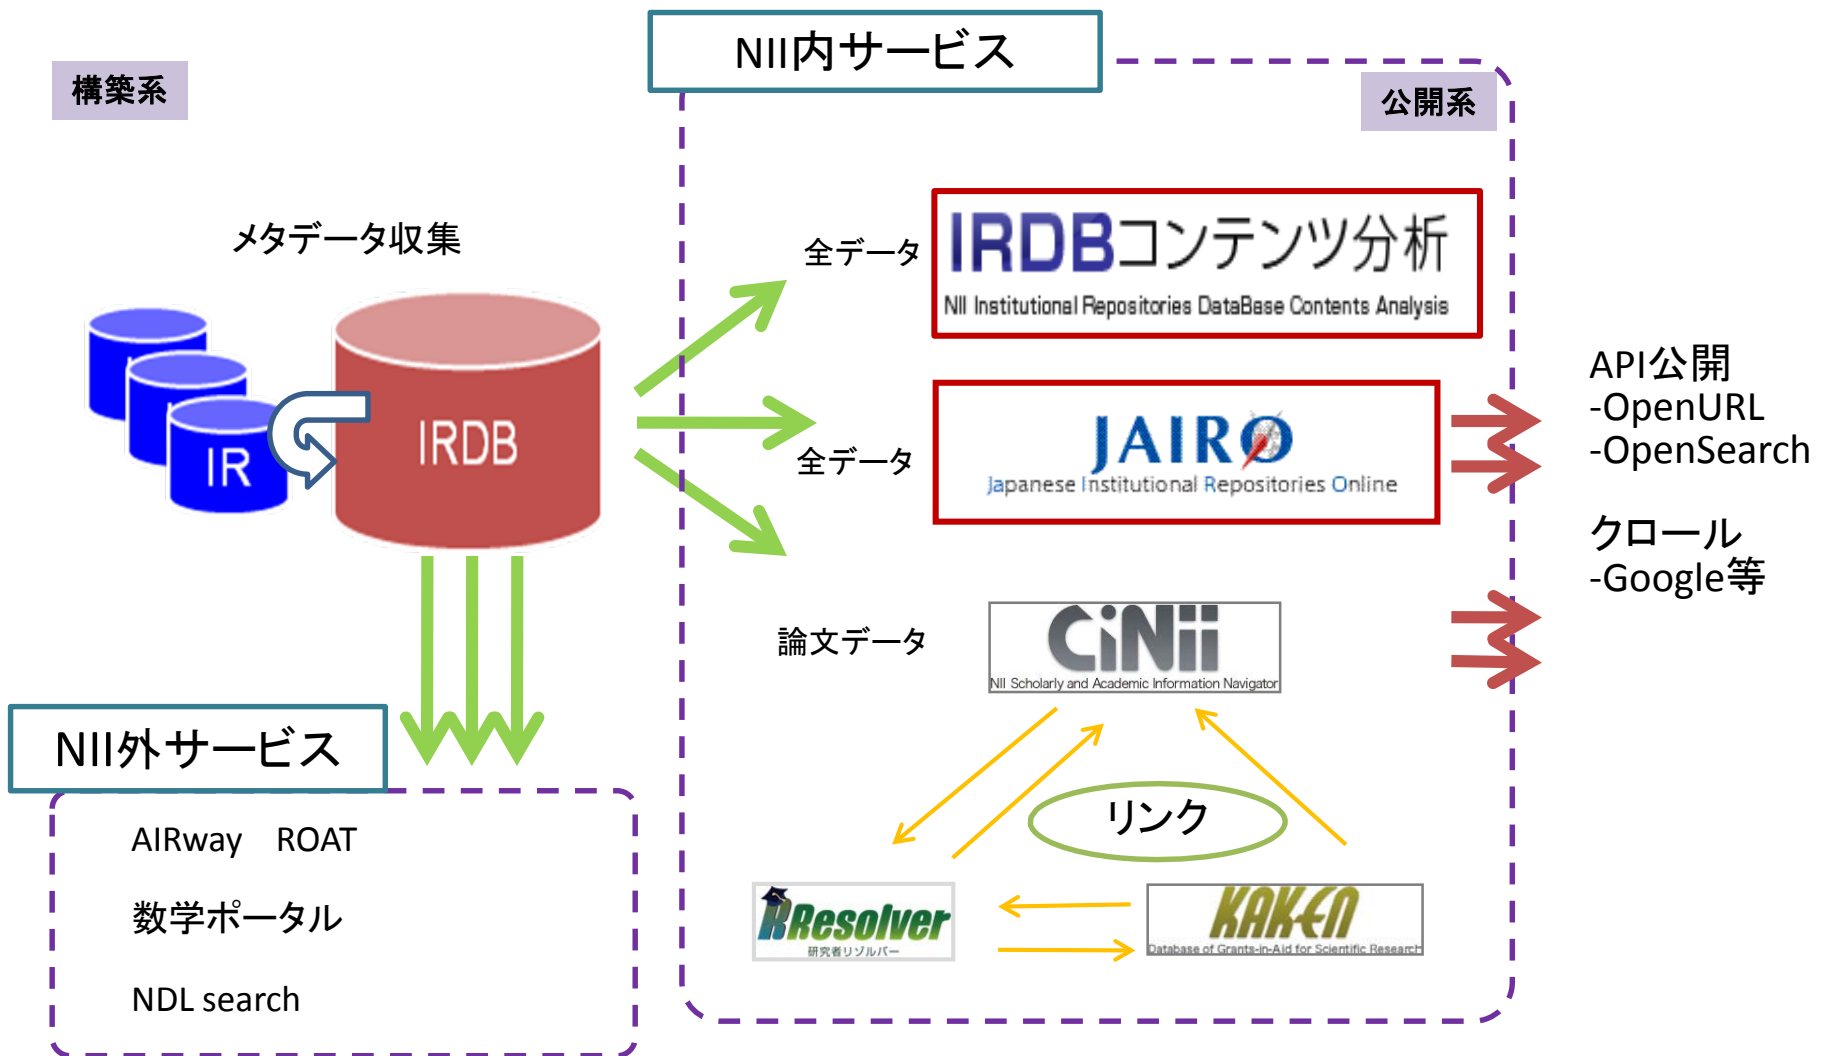 NII内サービス
構築系
公開系
メタデータ収集
全データ
IRDBコンテンツ分析
NII Institutional Repositories DataBase Contents Analysis
IR
IRDB
全データ
JAIRO
Japanese Institutional Repositories Online
API公開
-OpenURL
-OpenSearch
クロール
-Google等
論文データ
CiNii
NII Scholarly and Academic Information Navigator
NII外サービス
AIRway ROAT
数学ポータル
NDL search
リンク
RResolver
研究者リゾルバー
KAKEN
Database of Grants-in-Aid for Scientific Research